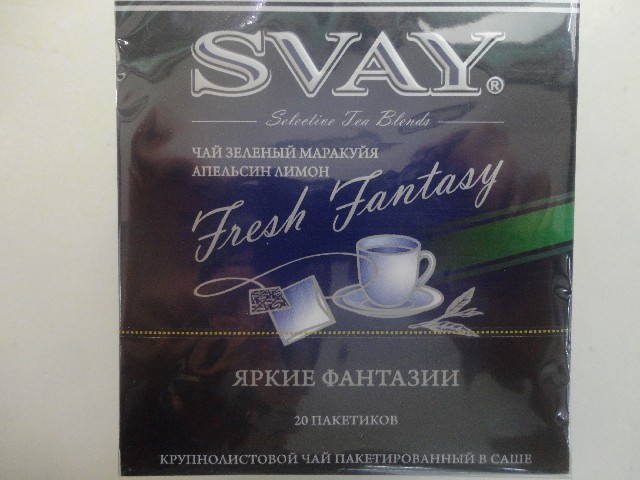 SVAY®
Selective Tea Blends
ЧАЙ ЗЕЛЕНЫЙ МАРАКУЙЯ
АПЕЛЬСИН ЛИМОН
Fresh Fantasy
ЯРКИЕ ФАНТАЗИИ
20 ПАКЕТИКОВ
КРУПНОЛИСТОВОЙ ЧАЙ ПАКЕТИРОВАННЫЙ В САШЕ